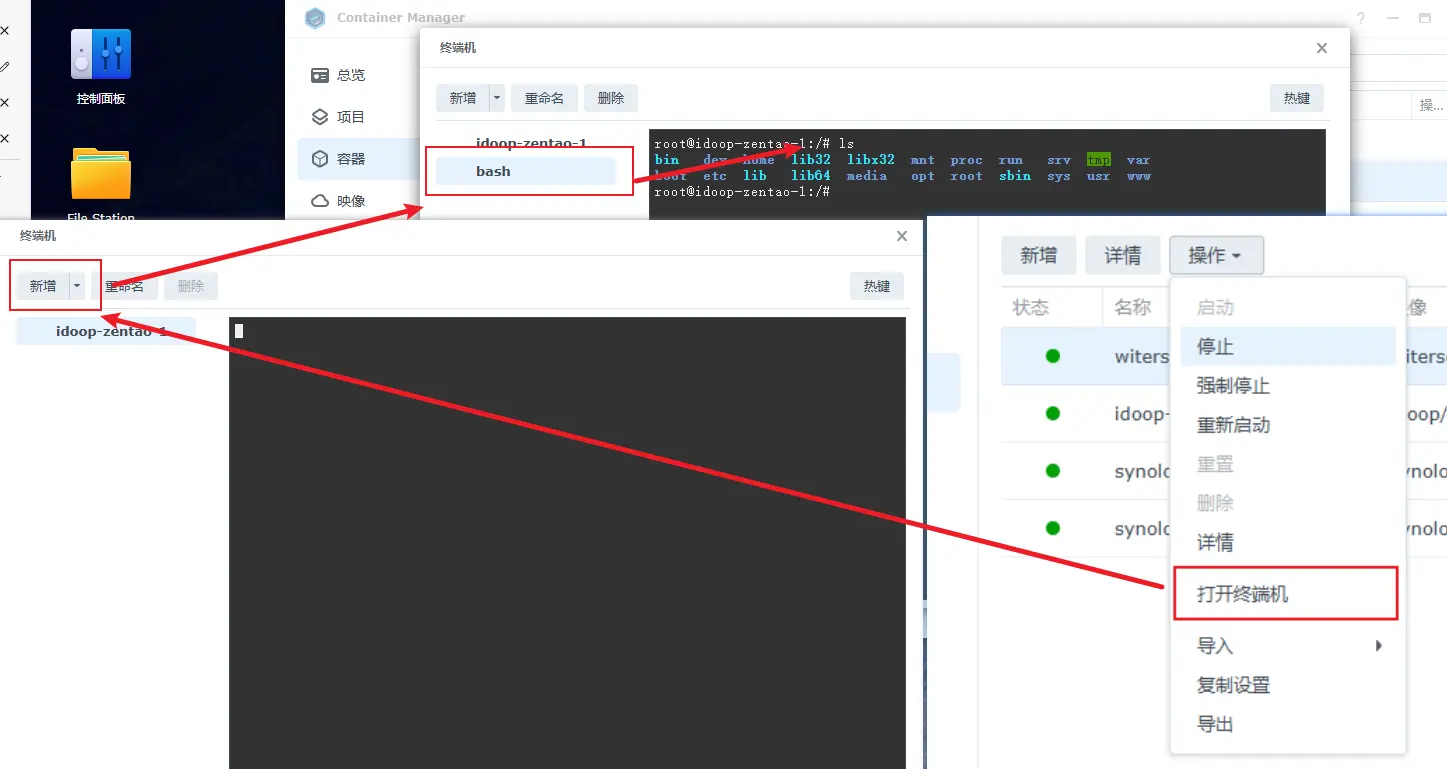 Container Manager
控制面板
File Station
总览
项目
容器
映像
终端机
新增
重命名
删除
热键
idoop-zentao-1
bash
root@idoop-zentao-1:/# ls
bin dev home lib32 libx32 mnt proc run srv tmp var
boot etc lib lib64 media opt root sbin sys usr www
root@idoop-zentao-1:/#
操...
终端机
新增
重命名
删除
热键
idoop-zentao-1
新增
详情
操作
状态
名称
像
witers
iters
idoop-
oop/
synolo
ynolo
synolo
ynolo
启动
停止
强制停止
重新启动
重置
删除
详情
打开终端机
导入
复制设置
导出